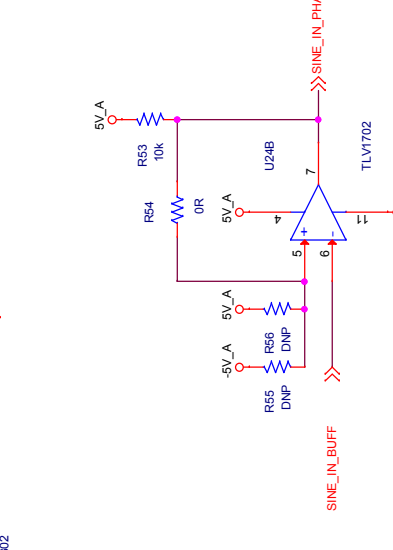 SINE_IN_PHA
5V_A
R53
10k
U24B
7
TLV1702
R54
0R
5V_A
4
11
+
-
5
6
5V_A
R56
DNP
-5V_A
R55
DNP
SINE_IN_BUFF